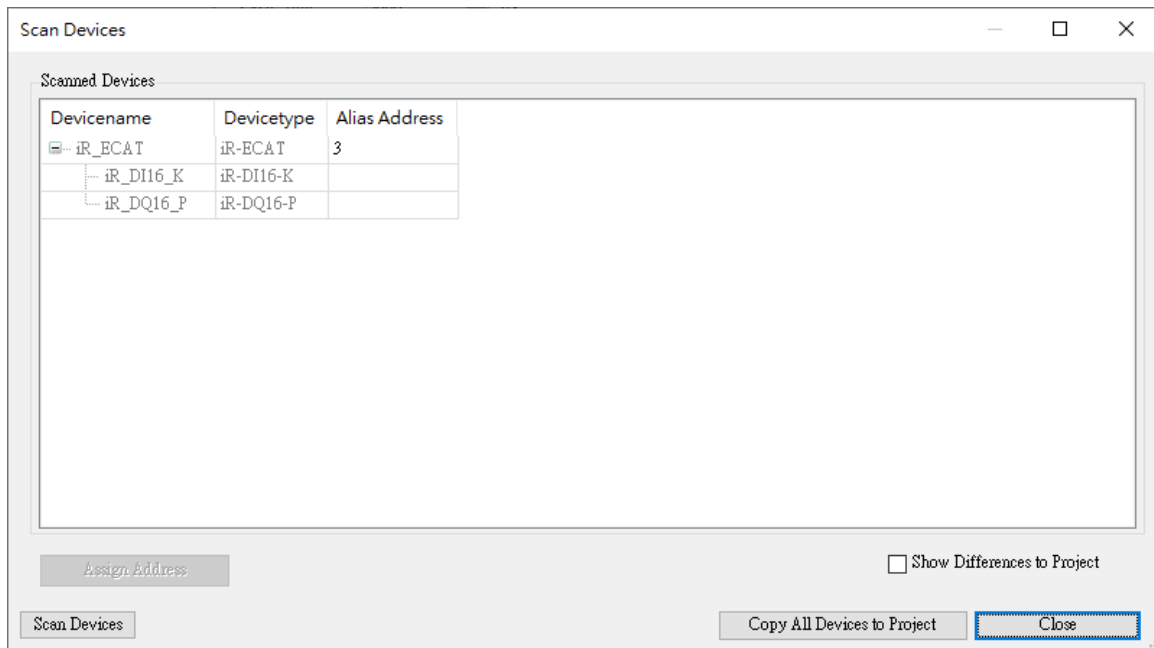 Scan Devices
Scanned Devices
Devicename Devicetype Alias Address
iR_ECAT iR-ECAT 3
iR_DI16_K iR-DI16-K
iR_DQ16_P iR-DQ16-P
Assign Address
Show Differences to Project
Scan Devices Copy All Devices to Project Close